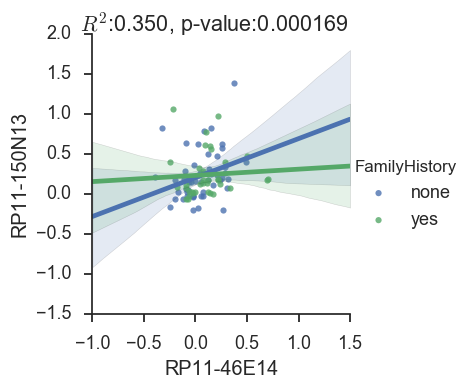 R²:0.350, p-value:0.000169
2.0
1.5
1.0
0.5
0.0
−0.5
−1.0
−1.5
RP11-150N13
−1.0 −0.5 0.0 0.5 1.0 1.5
RP11-46E14
FamilyHistory
none
yes